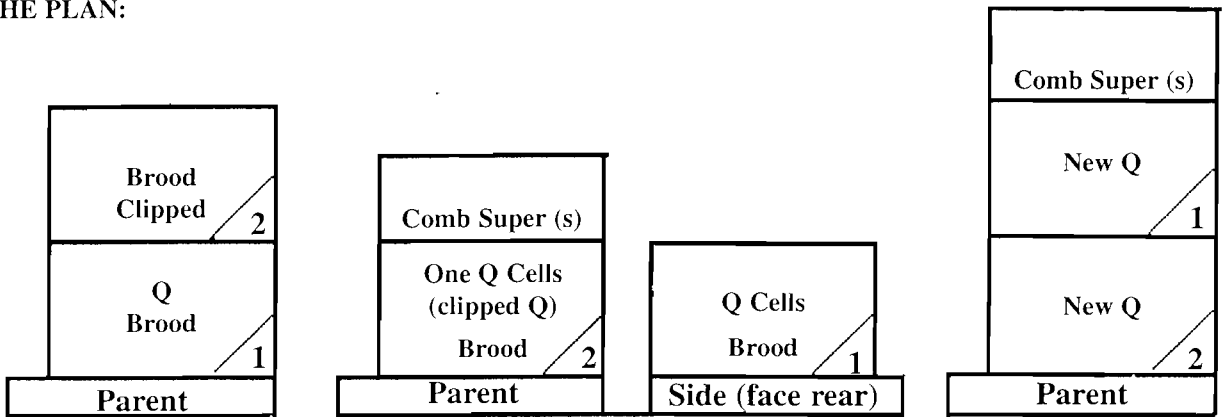 HE PLAN:
Brood
Clipped
2
Q
Brood
1
Parent
Comb Super (s)
One Q Cells
(clipped Q)
Brood
2
Parent
Q Cells
Brood
1
Side (face rear)
Comb Super (s)
New Q
1
New Q
2
Parent